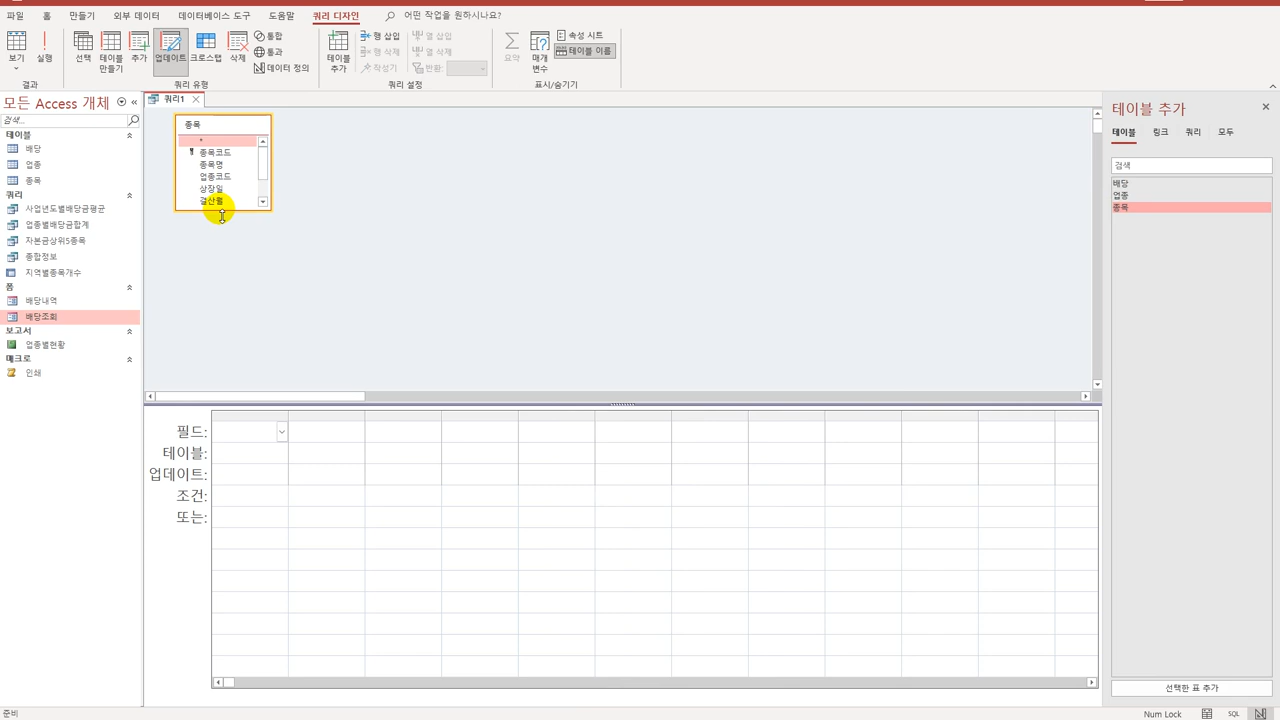 파일 홈 만들기 외부 데이터 데이터베이스 도구 도움말 쿼리 디자인 어떤 작업을 원하시나요?
보기 실행 선택 테이블 만들기 추가 업데이트 크로스탭 삭제 통합 통과 데이터 정의 테이블 추가 행 삽입 행 삭제 작성기 열 삽입 열 삭제 반환: 요약 매개 변수 속성 시트 테이블 이름
결과 쿼리 유형 쿼리 설정 표시/숨기기
모든 Access 개체
검색...
테이블
배당
업종
종목
쿼리
사업년도별배당금평균
업종별배당금합계
자본금상위5종목
종합정보
지역별종목개수
폼
배당내역
배당조회
보고서
업종별현황
매크로
인쇄
쿼리1
종목
*
종목코드
종목명
업종코드
상장일
결산월
필드:
테이블:
업데이트:
조건:
또는:
테이블 추가
테이블 링크 쿼리 모두
검색
배당
업종
종목
선택한 표 추가
준비 Num Lock SQL